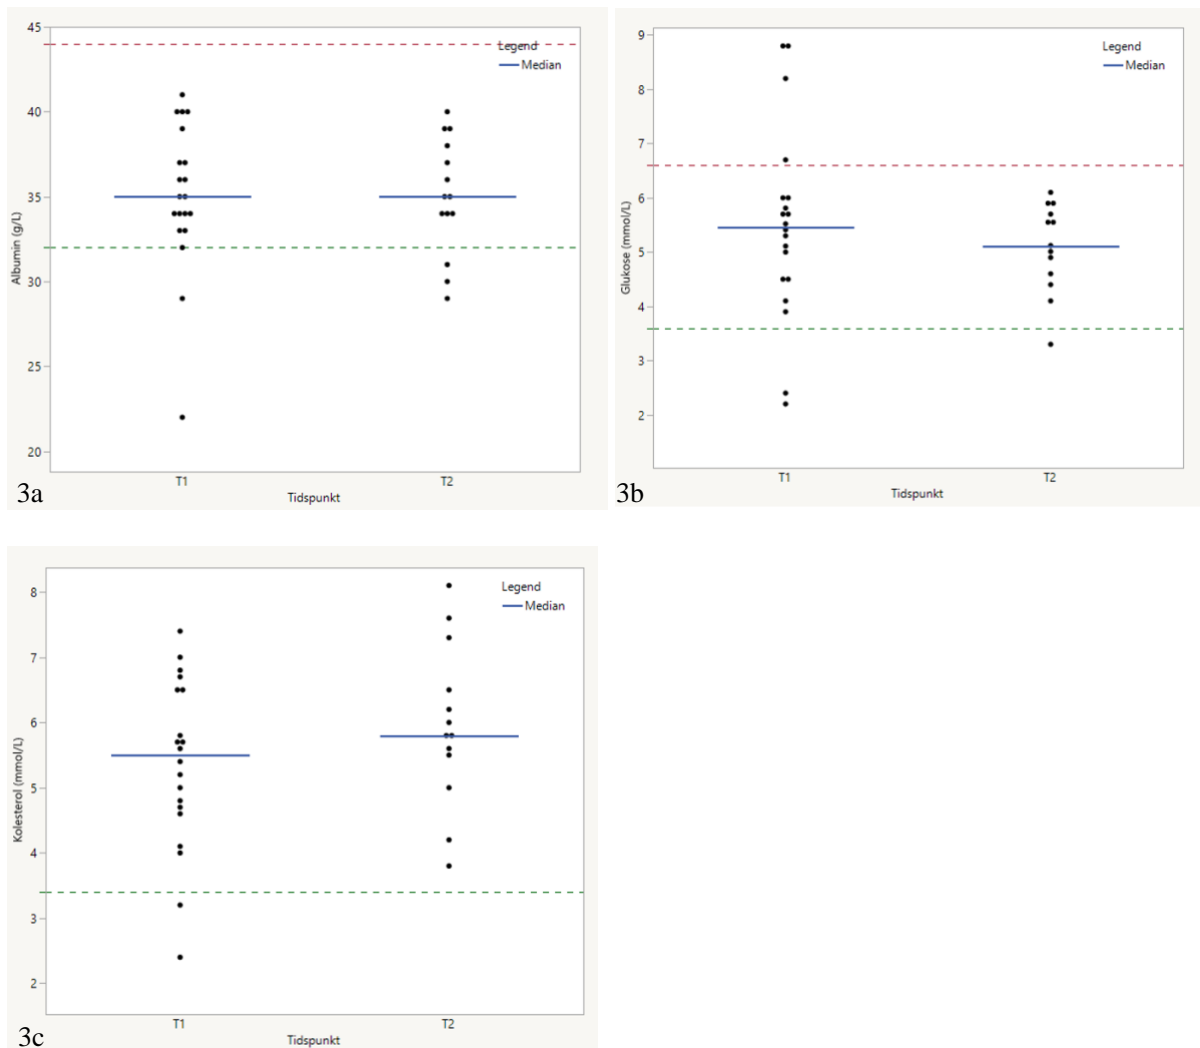 45
40
35
30
25
20
Albumin (g/L)
Legend
Median
T1
T2
Tidspunkt
3a
9
8
7
6
5
4
3
2
Glukose (mmol/L)
Legend
Median
T1
T2
Tidspunkt
3b
8
7
6
5
4
3
2
Kolesterol (mmol/L)
Legend
Median
T1
T2
Tidspunkt
3c